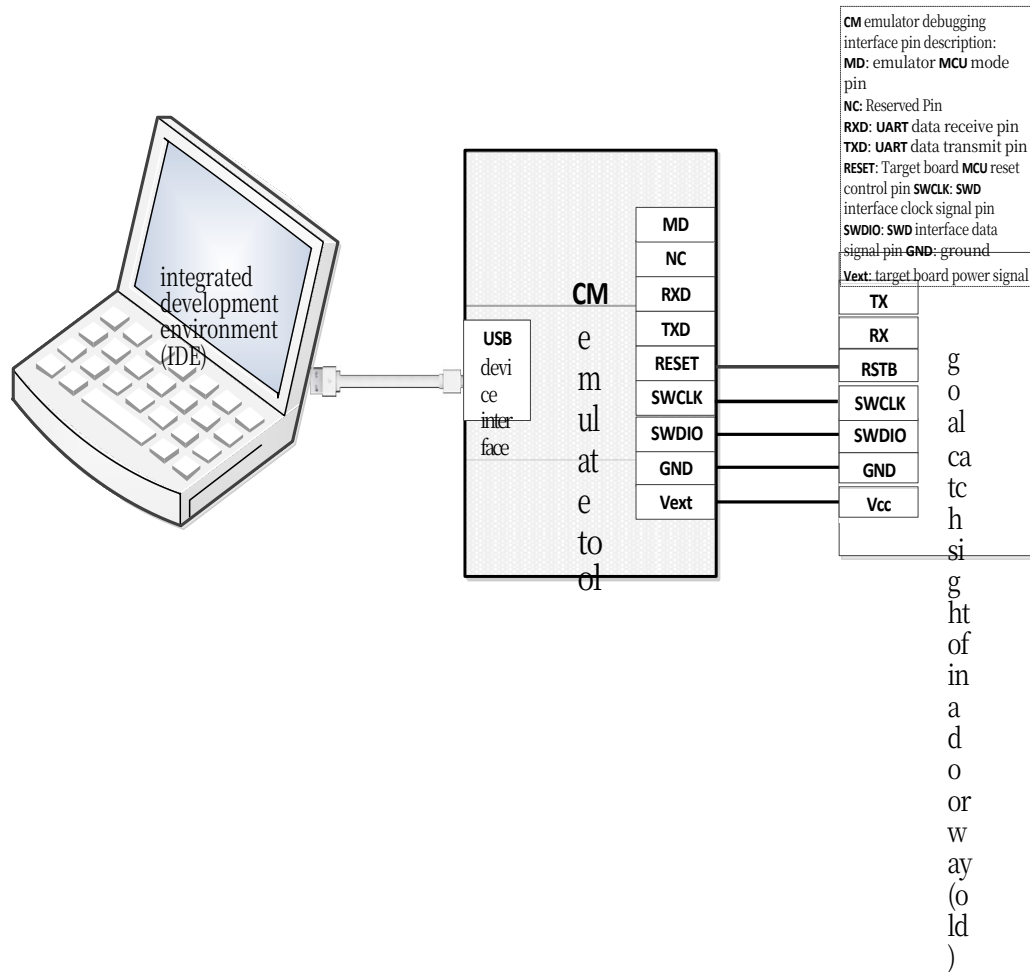 CM emulator debugging
interface pin description:
MD: emulator MCU mode
pin
NC: Reserved Pin
RXD: UART data receive pin
TXD: UART data transmit pin
RESET: Target board MCU reset
control pin SWCLK: SWD
interface clock signal pin
SWDIO: SWD interface data
signal pin GND: ground
Vext: target board power signal
integrated
development
environment
(IDE)
USB
devi
ce
inter
face
CM
e
m
ul
at
e
to
ol
MD
NC
RXD
TXD
RESET
SWCLK
SWDIO
GND
Vext
TX
RX
RSTB
SWCLK
SWDIO
GND
Vcc
g
o
al
ca
tc
h
si
g
ht
of
in
a
d
o
or
w
ay
(o
ld
)